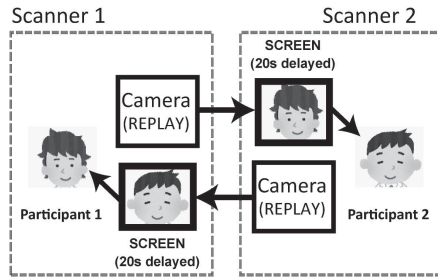 Scanner 1
Scanner 2
Camera
(REPLAY)
SCREEN
(20s delayed)
Participant 1
SCREEN
(20s delayed)
Camera
(REPLAY)
Participant 2